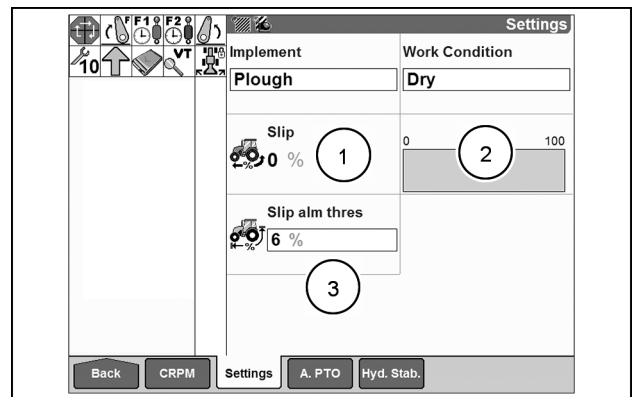 F F1 F2 Settings
10 VT
Implement Work Condition
Plough Dry
Slip
0 % 1
0 100
2
Slip alm thres
6 %
3
Back CRPM Settings A. PTO Hyd. Stab.